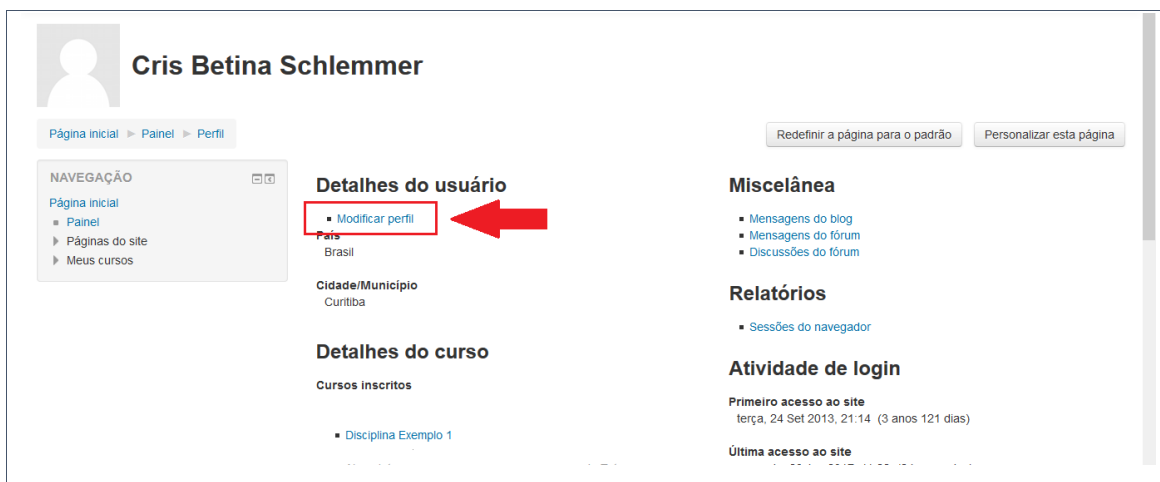 Cris Betina Schlemmer
Página inicial ▶ Painel ▶ Perfil
Redefinir a página para o padrão
Personalizar esta página
NAVEGAÇÃO
Página inicial
Painel
Páginas do site
Meus cursos
Detalhes do usuário
Modificar perfil
País
Brasil
Cidade/Município
Curitiba
Detalhes do curso
Cursos inscritos
Disciplina Exemplo 1
Miscelânea
Mensagens do blog
Mensagens do fórum
Discussões do fórum
Relatórios
Sessões do navegador
Atividade de login
Primeiro acesso ao site
terça, 24 Set 2013, 21:14 (3 anos 121 dias)
Última acesso ao site